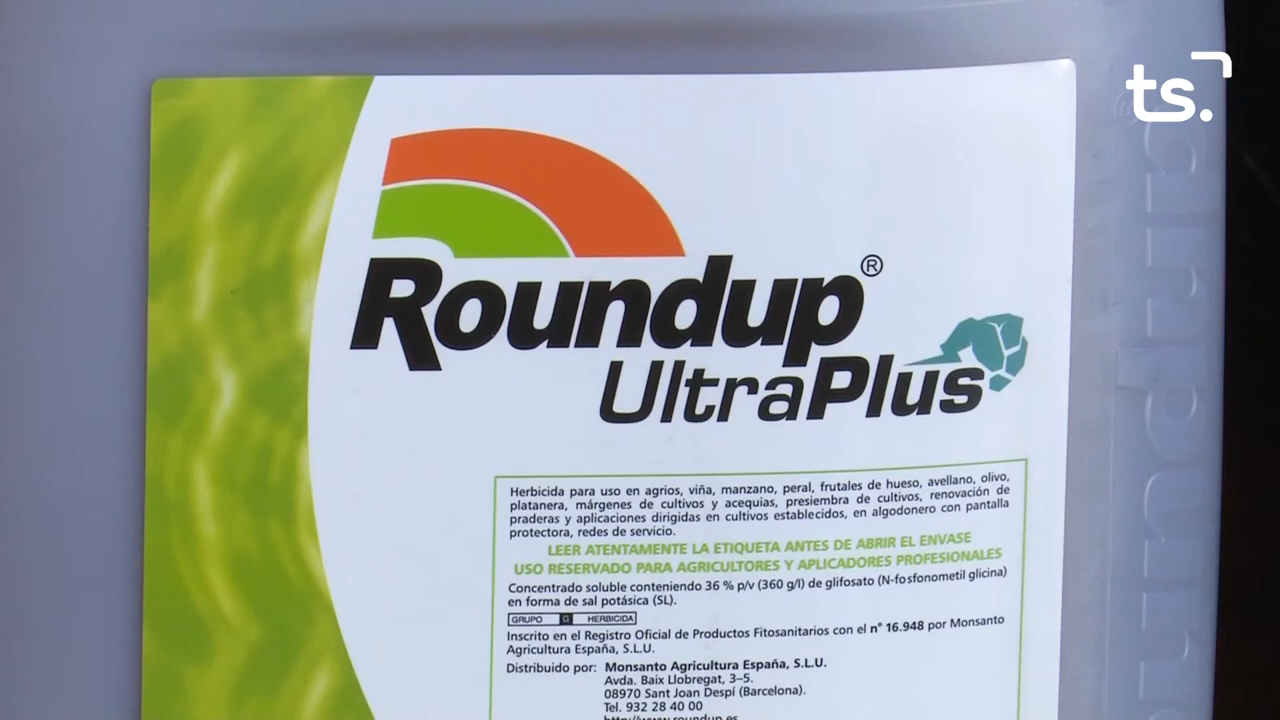 ts.
Roundup®
UltraPlus
Herbicida para uso en agrios, viña, manzano, peral, frutales de hueso, avellano, olivo,
platanera, márgenes de cultivos y acequias, presiembra de cultivos, renovación de
praderas y aplicaciones dirigidas en cultivos establecidos, en algodonero con pantalla
protectora, redes de servicio.
LEER ATENTAMENTE LA ETIQUETA ANTES DE ABRIR EL ENVASE
USO RESERVADO PARA AGRICULTORES Y APLICADORES PROFESIONALES
Concentrado soluble conteniendo 36 % p/v (360 g/l) de glifosato (N-fosfonometil glicina)
en forma de sal potásica (SL).
GRUPO G HERBICIDA
Inscrito en el Registro Oficial de Productos Fitosanitarios con el n° 16.948 por Monsanto
Agricultura España, S.L.U.
Distribuido por: Monsanto Agricultura España, S.L.U.
Avda. Baix Llobregat, 3–5.
08970 Sant Joan Despí (Barcelona).
Tel. 932 28 40 00
http://www.roundup.es